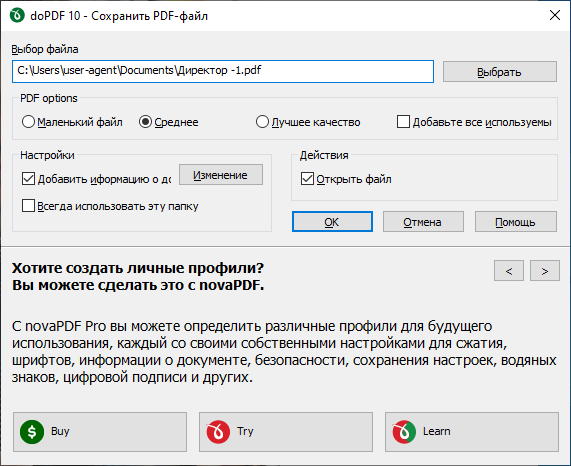 doPDF 10 - Сохранить PDF-файл
Выбор файла
C:\Users\user-agent\Documents\Директор -1.pdf
Выбрать
PDF options
Маленький файл
Среднее
Лучшее качество
Добавьте все используемы
Настройки
Добавить иформацию о до
Изменение
Всегда использовать эту папку
Действия
Открыть файл
OK
Отмена
Помощь
Хотите создать личные профили?
Вы можете сделать это с novaPDF.
<
>
С novaPDF Pro вы можете определить различные профили для будущего
использования, каждый со своими собственными настройками для сжатия,
шрифтов, информации о документе, безопасности, сохранения настроек, водяных
знаков, цифровой подписи и других.
Buy
Try
Learn